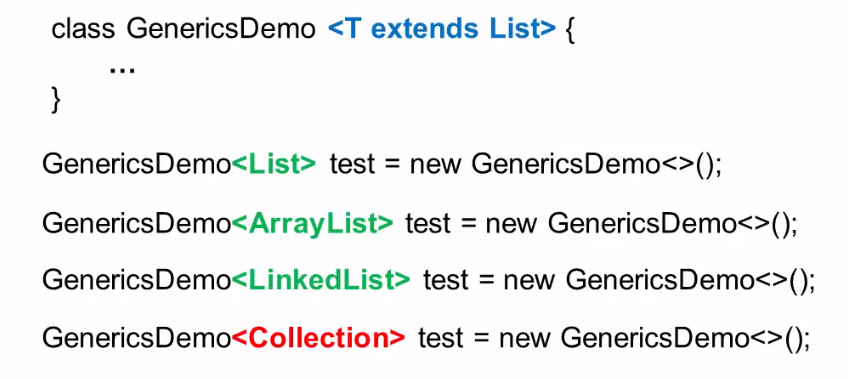 class GenericsDemo <T extends List> {
...
}
GenericsDemo<List> test = new GenericsDemo<>();
GenericsDemo<ArrayList> test = new GenericsDemo<>();
GenericsDemo<LinkedList> test = new GenericsDemo<>();
GenericsDemo<Collection> test = new GenericsDemo<>();